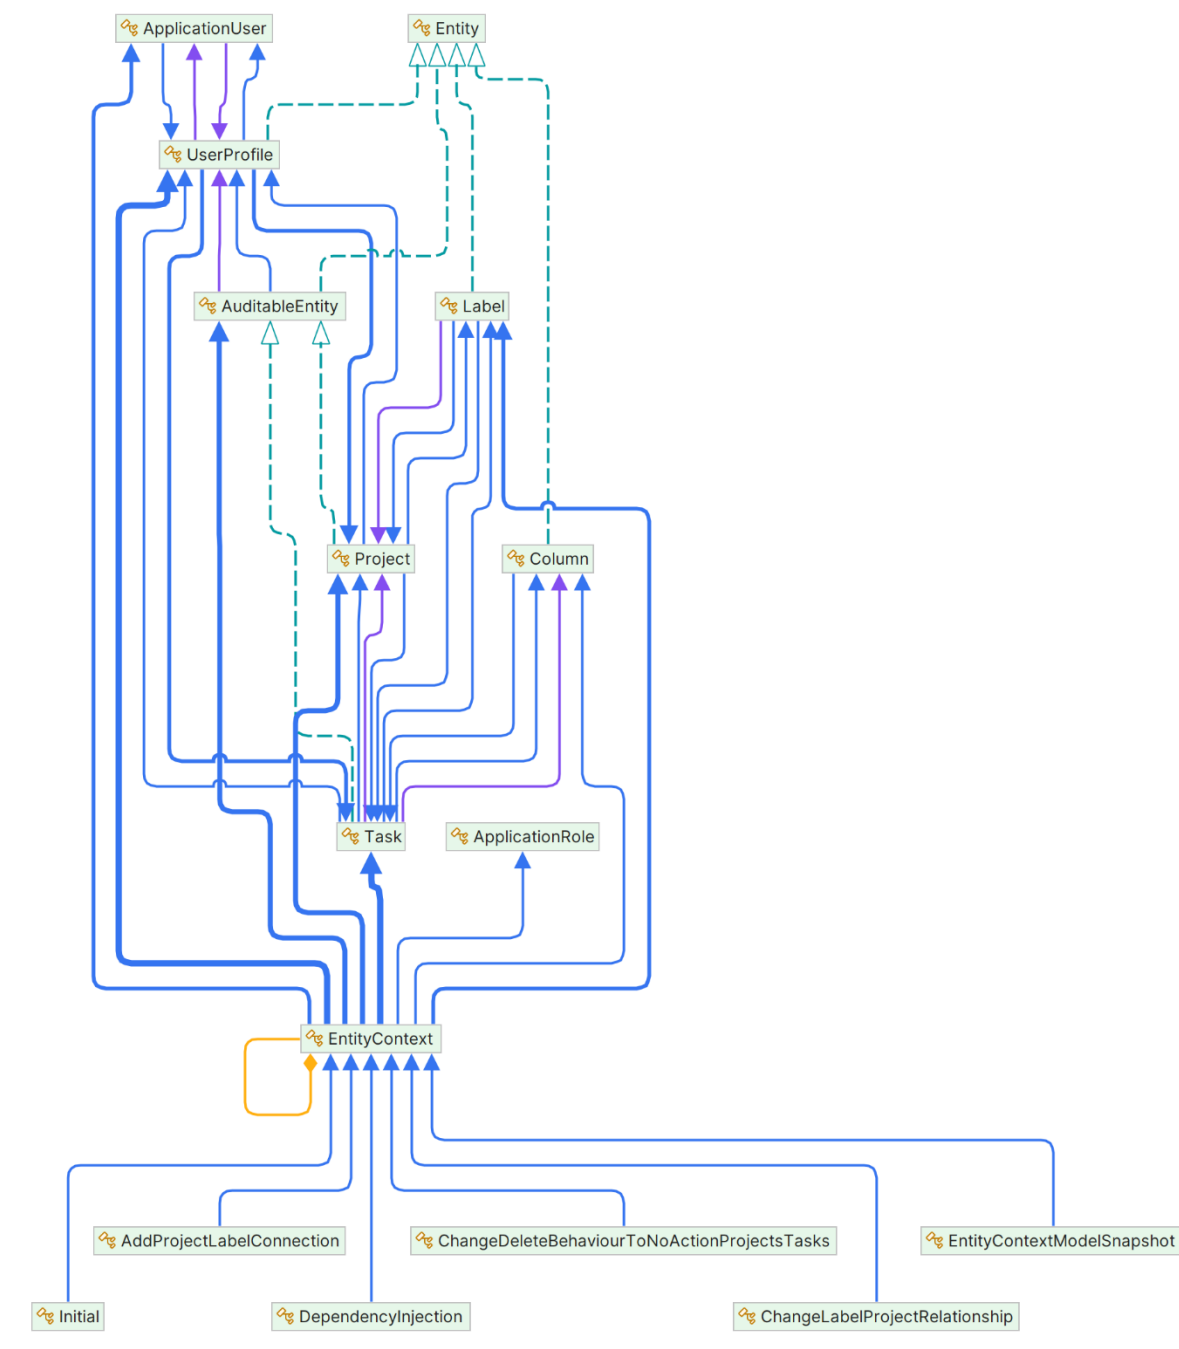 ApplicationUser
Entity
UserProfile
AuditableEntity
Label
Project
Column
Task
ApplicationRole
EntityContext
AddProjectLabelConnection
ChangeDeleteBehaviourToNoActionProjectsTasks
EntityContextModelSnapshot
Initial
DependencyInjection
ChangeLabelProjectRelationship